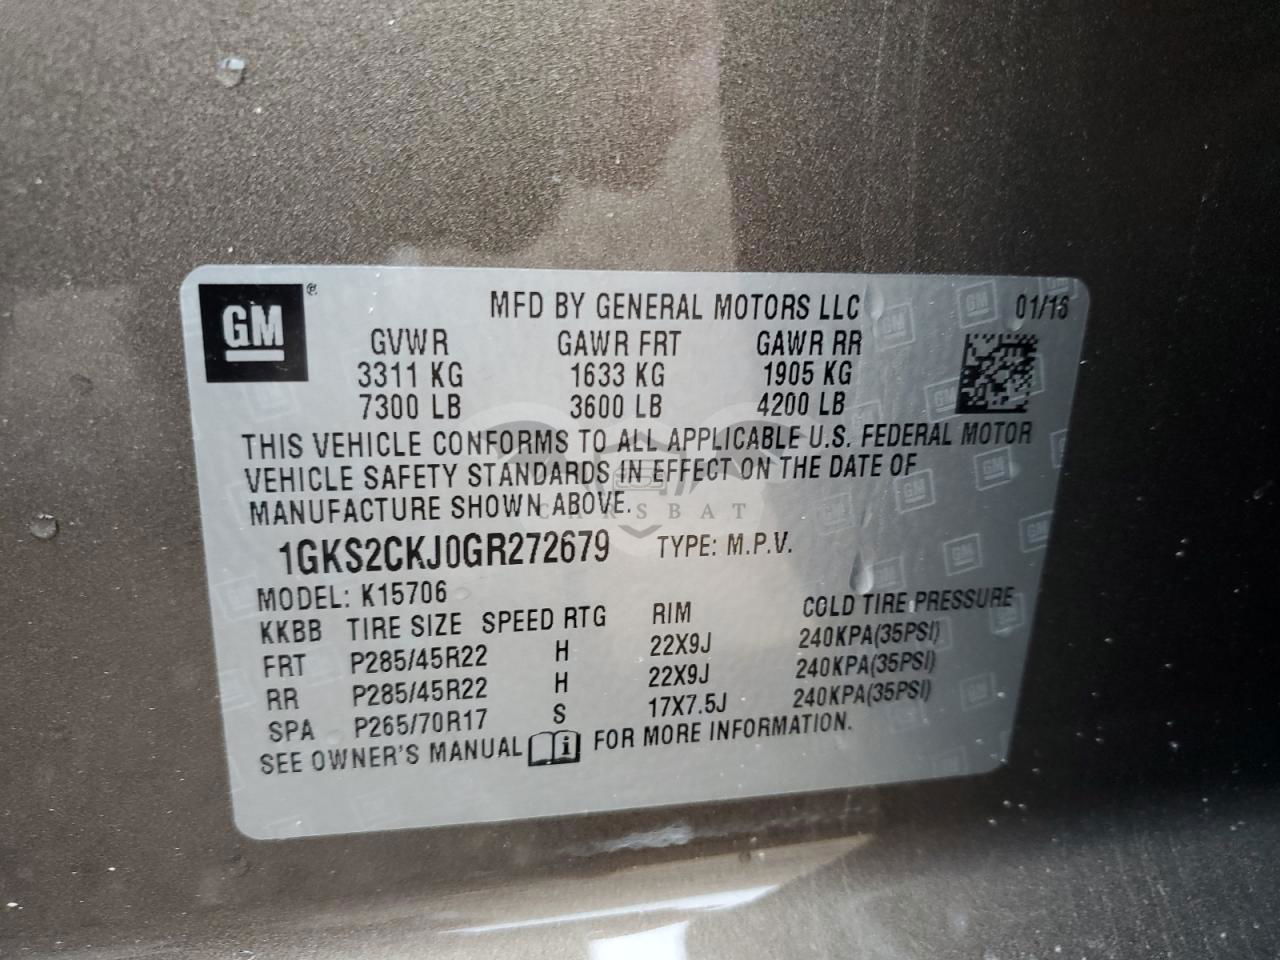 GM ®
MFD BY GENERAL MOTORS LLC 01/16
GVWR GAWR FRT GAWR RR
3311 KG 1633 KG 1905 KG
7300 LB 3600 LB 4200 LB
THIS VEHICLE CONFORMS TO ALL APPLICABLE U.S. FEDERAL MOTOR
VEHICLE SAFETY STANDARDS IN EFFECT ON THE DATE OF
MANUFACTURE SHOWN ABOVE.
CARSBAT
1GKS2CKJ0GR272679 TYPE: M.P.V.
MODEL: K15706
KKBB TIRE SIZE SPEED RTG RIM COLD TIRE PRESSURE
FRT P285/45R22 H 22X9J 240KPA(35PSI)
RR P285/45R22 H 22X9J 240KPA(35PSI)
SPA P265/70R17 S 17X7.5J 240KPA(35PSI)
SEE OWNER'S MANUAL i FOR MORE INFORMATION.